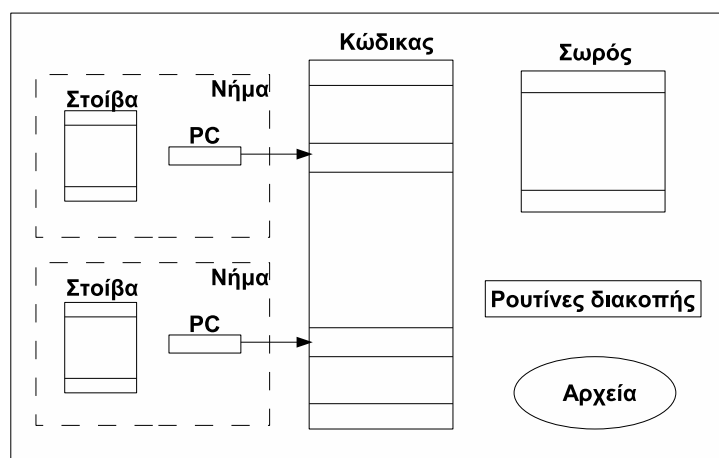 Κώδικας
Σωρός
Νήμα
Στοίβα
PC
Νήμα
Στοίβα
PC
Ρουτίνες διακοπής
Αρχεία